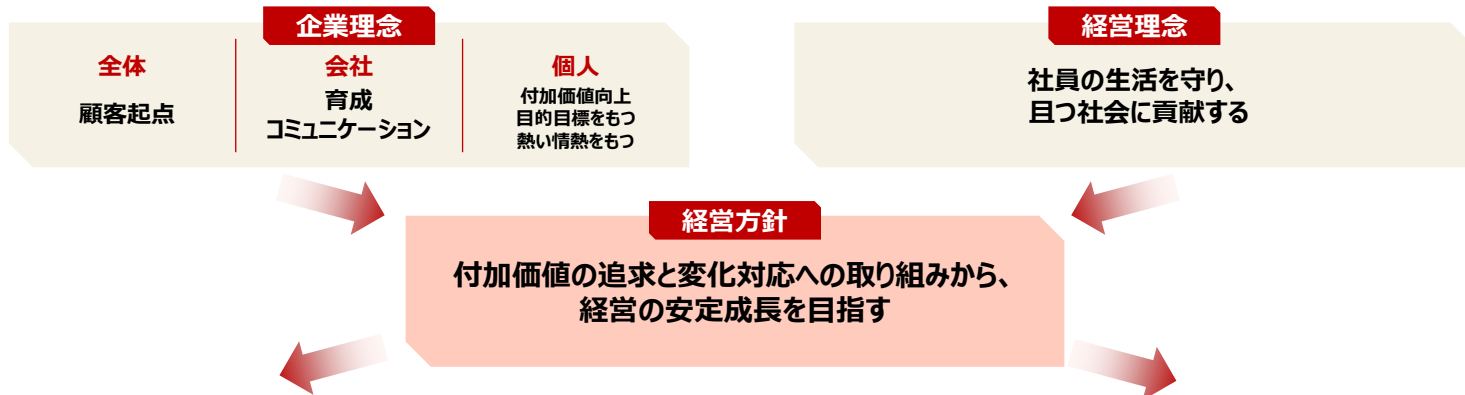 企業理念
全体
顧客起点
会社
育成
コミュニケーション
個人
付加価値向上
目的目標をもつ
熱い情熱をもつ
経営理念
社員の生活を守り、
且つ社会に貢献する
経営方針
付加価値の追求と変化対応への取り組みから、
経営の安定成長を目指す